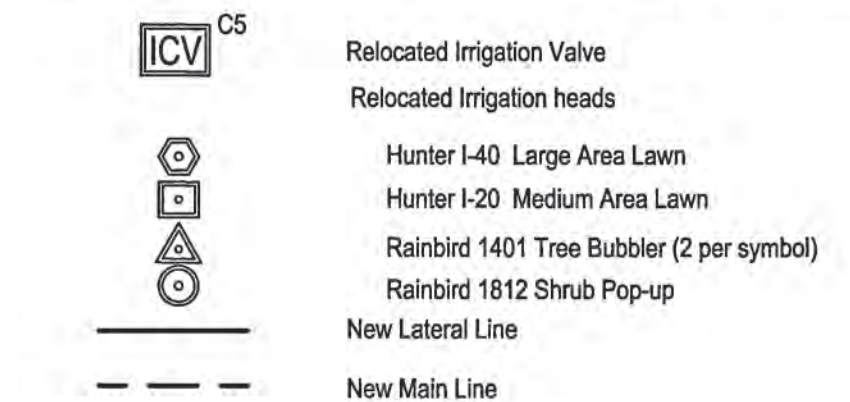 ICV C5 Relocated Irrigation Valve
Relocated Irrigation heads
Hunter I-40 Large Area Lawn
Hunter I-20 Medium Area Lawn
Rainbird 1401 Tree Bubbler (2 per symbol)
Rainbird 1812 Shrub Pop-up
New Lateral Line
New Main Line